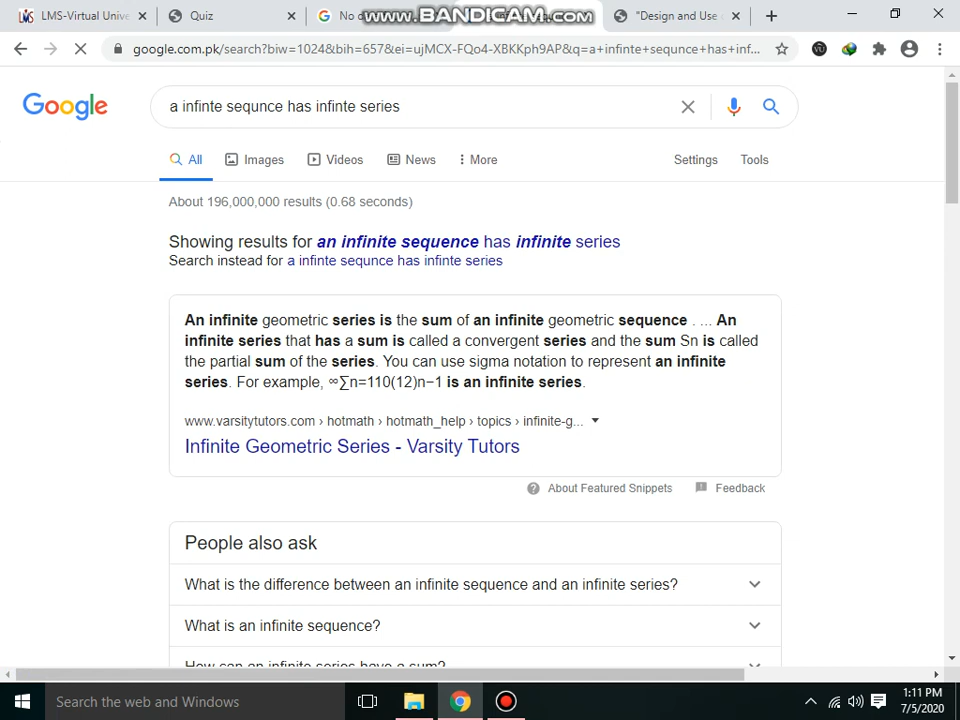 LMS-Virtual Unive
Quiz
No d
WWW.BANDICAM.COM
"Design and Use
google.com.pk/search?biw=1024&bih=657&ei=ujMCX-FQo4-XBKKph9AP&q=a+infinte+sequnce+has+inf...
VU
Google
a infinte sequnce has infinte series
All
Images
Videos
News
More
Settings
Tools
About 196,000,000 results (0.68 seconds)
Showing results for an infinite sequence has infinite series
Search instead for a infinte sequnce has infinte series
An infinite geometric series is the sum of an infinite geometric sequence . ... An
infinite series that has a sum is called a convergent series and the sum Sn is called
the partial sum of the series. You can use sigma notation to represent an infinite
series. For example, ∞∑n=110(12)n−1 is an infinite series.
www.varsitytutors.com › hotmath › hotmath_help › topics › infinite-g...
Infinite Geometric Series - Varsity Tutors
About Featured Snippets
Feedback
People also ask
What is the difference between an infinite sequence and an infinite series?
What is an infinite sequence?
How can an infinite series have a sum?
Search the web and Windows
1:11 PM
7/5/2020